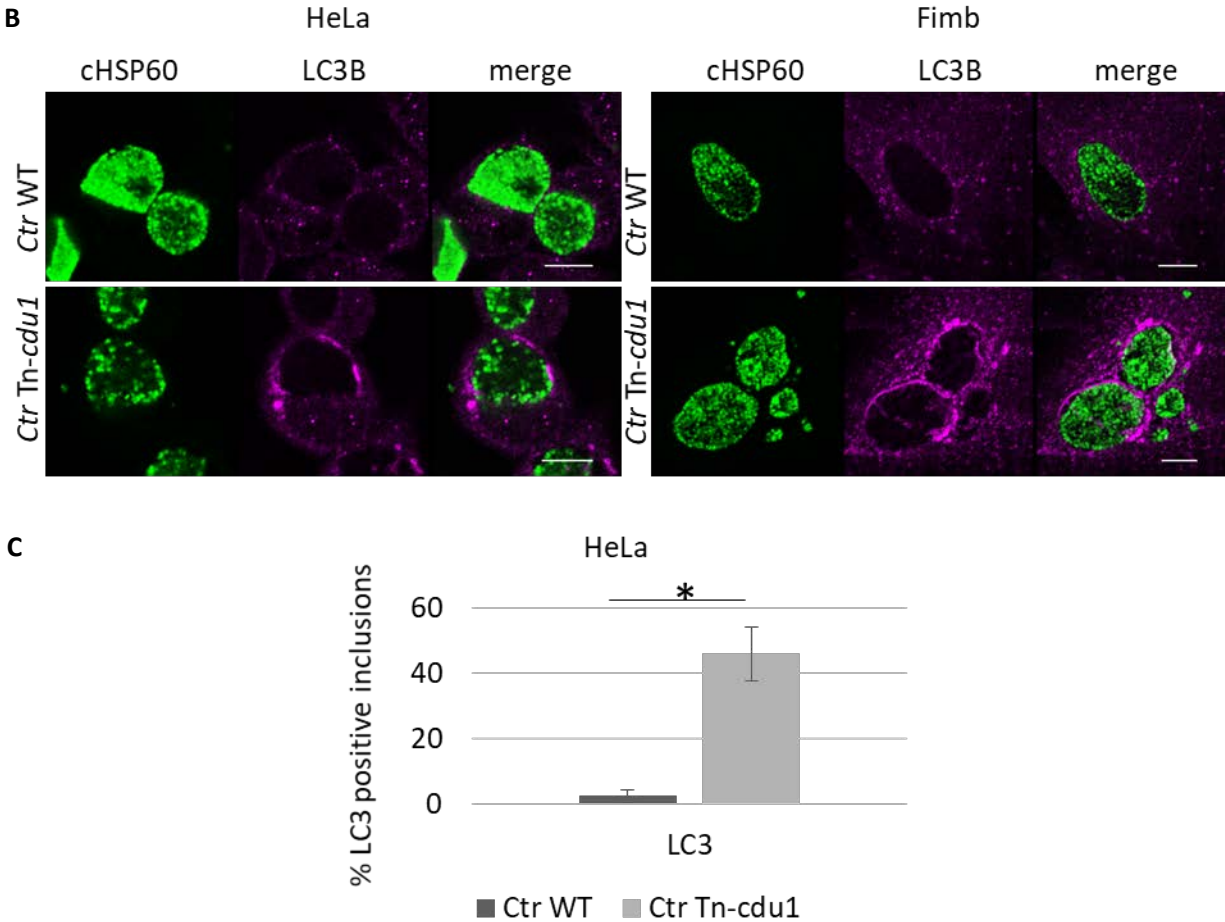 B
HeLa
Fimb
cHSP60 LC3B merge
cHSP60 LC3B merge
Ctr WT
Ctr WT
Ctr Tn-cdu1
Ctr Tn-cdu1
C
HeLa
% LC3 positive inclusions
*
60
40
20
0
LC3
Ctr WT Ctr Tn-cdu1